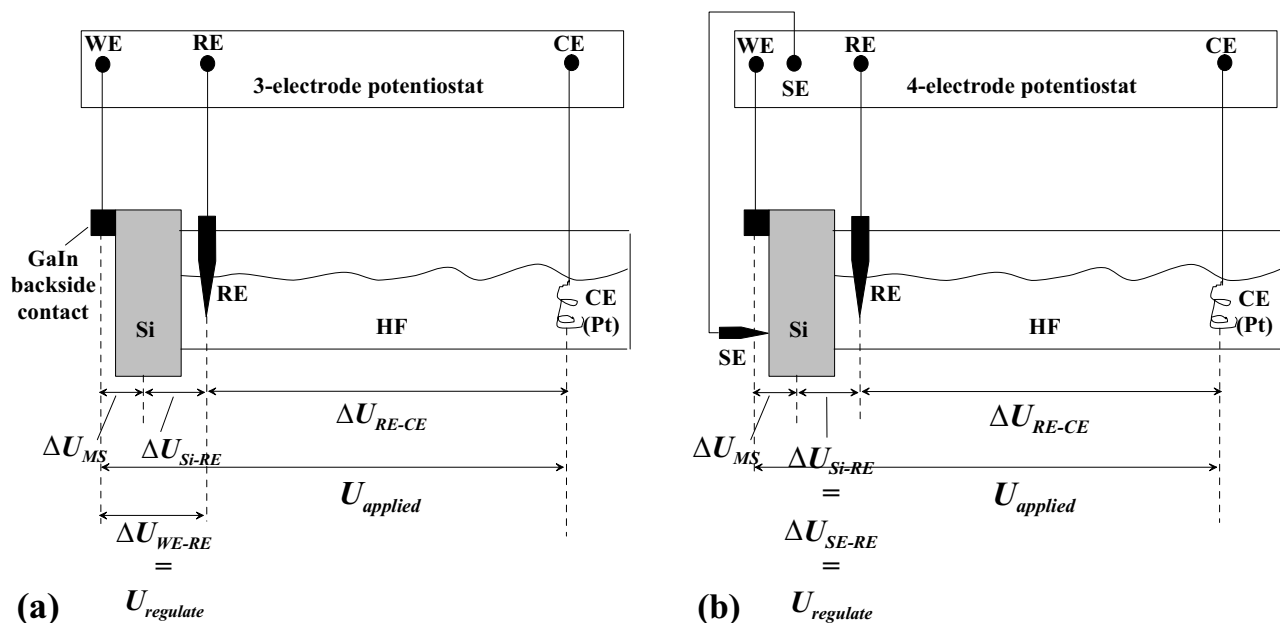 WE
RE
CE
3-electrode potentiostat
GaIn
backside
contact
Si
RE
HF
CE
(Pt)
ΔU_MS
ΔU_Si-RE
ΔU_RE-CE
U_applied
ΔU_WE-RE
=
U_regulate
(a)
WE
SE
RE
CE
4-electrode potentiostat
SE
Si
RE
HF
CE
(Pt)
ΔU_MS
ΔU_Si-RE
=
ΔU_SE-RE
=
U_regulate
ΔU_RE-CE
U_applied
(b)